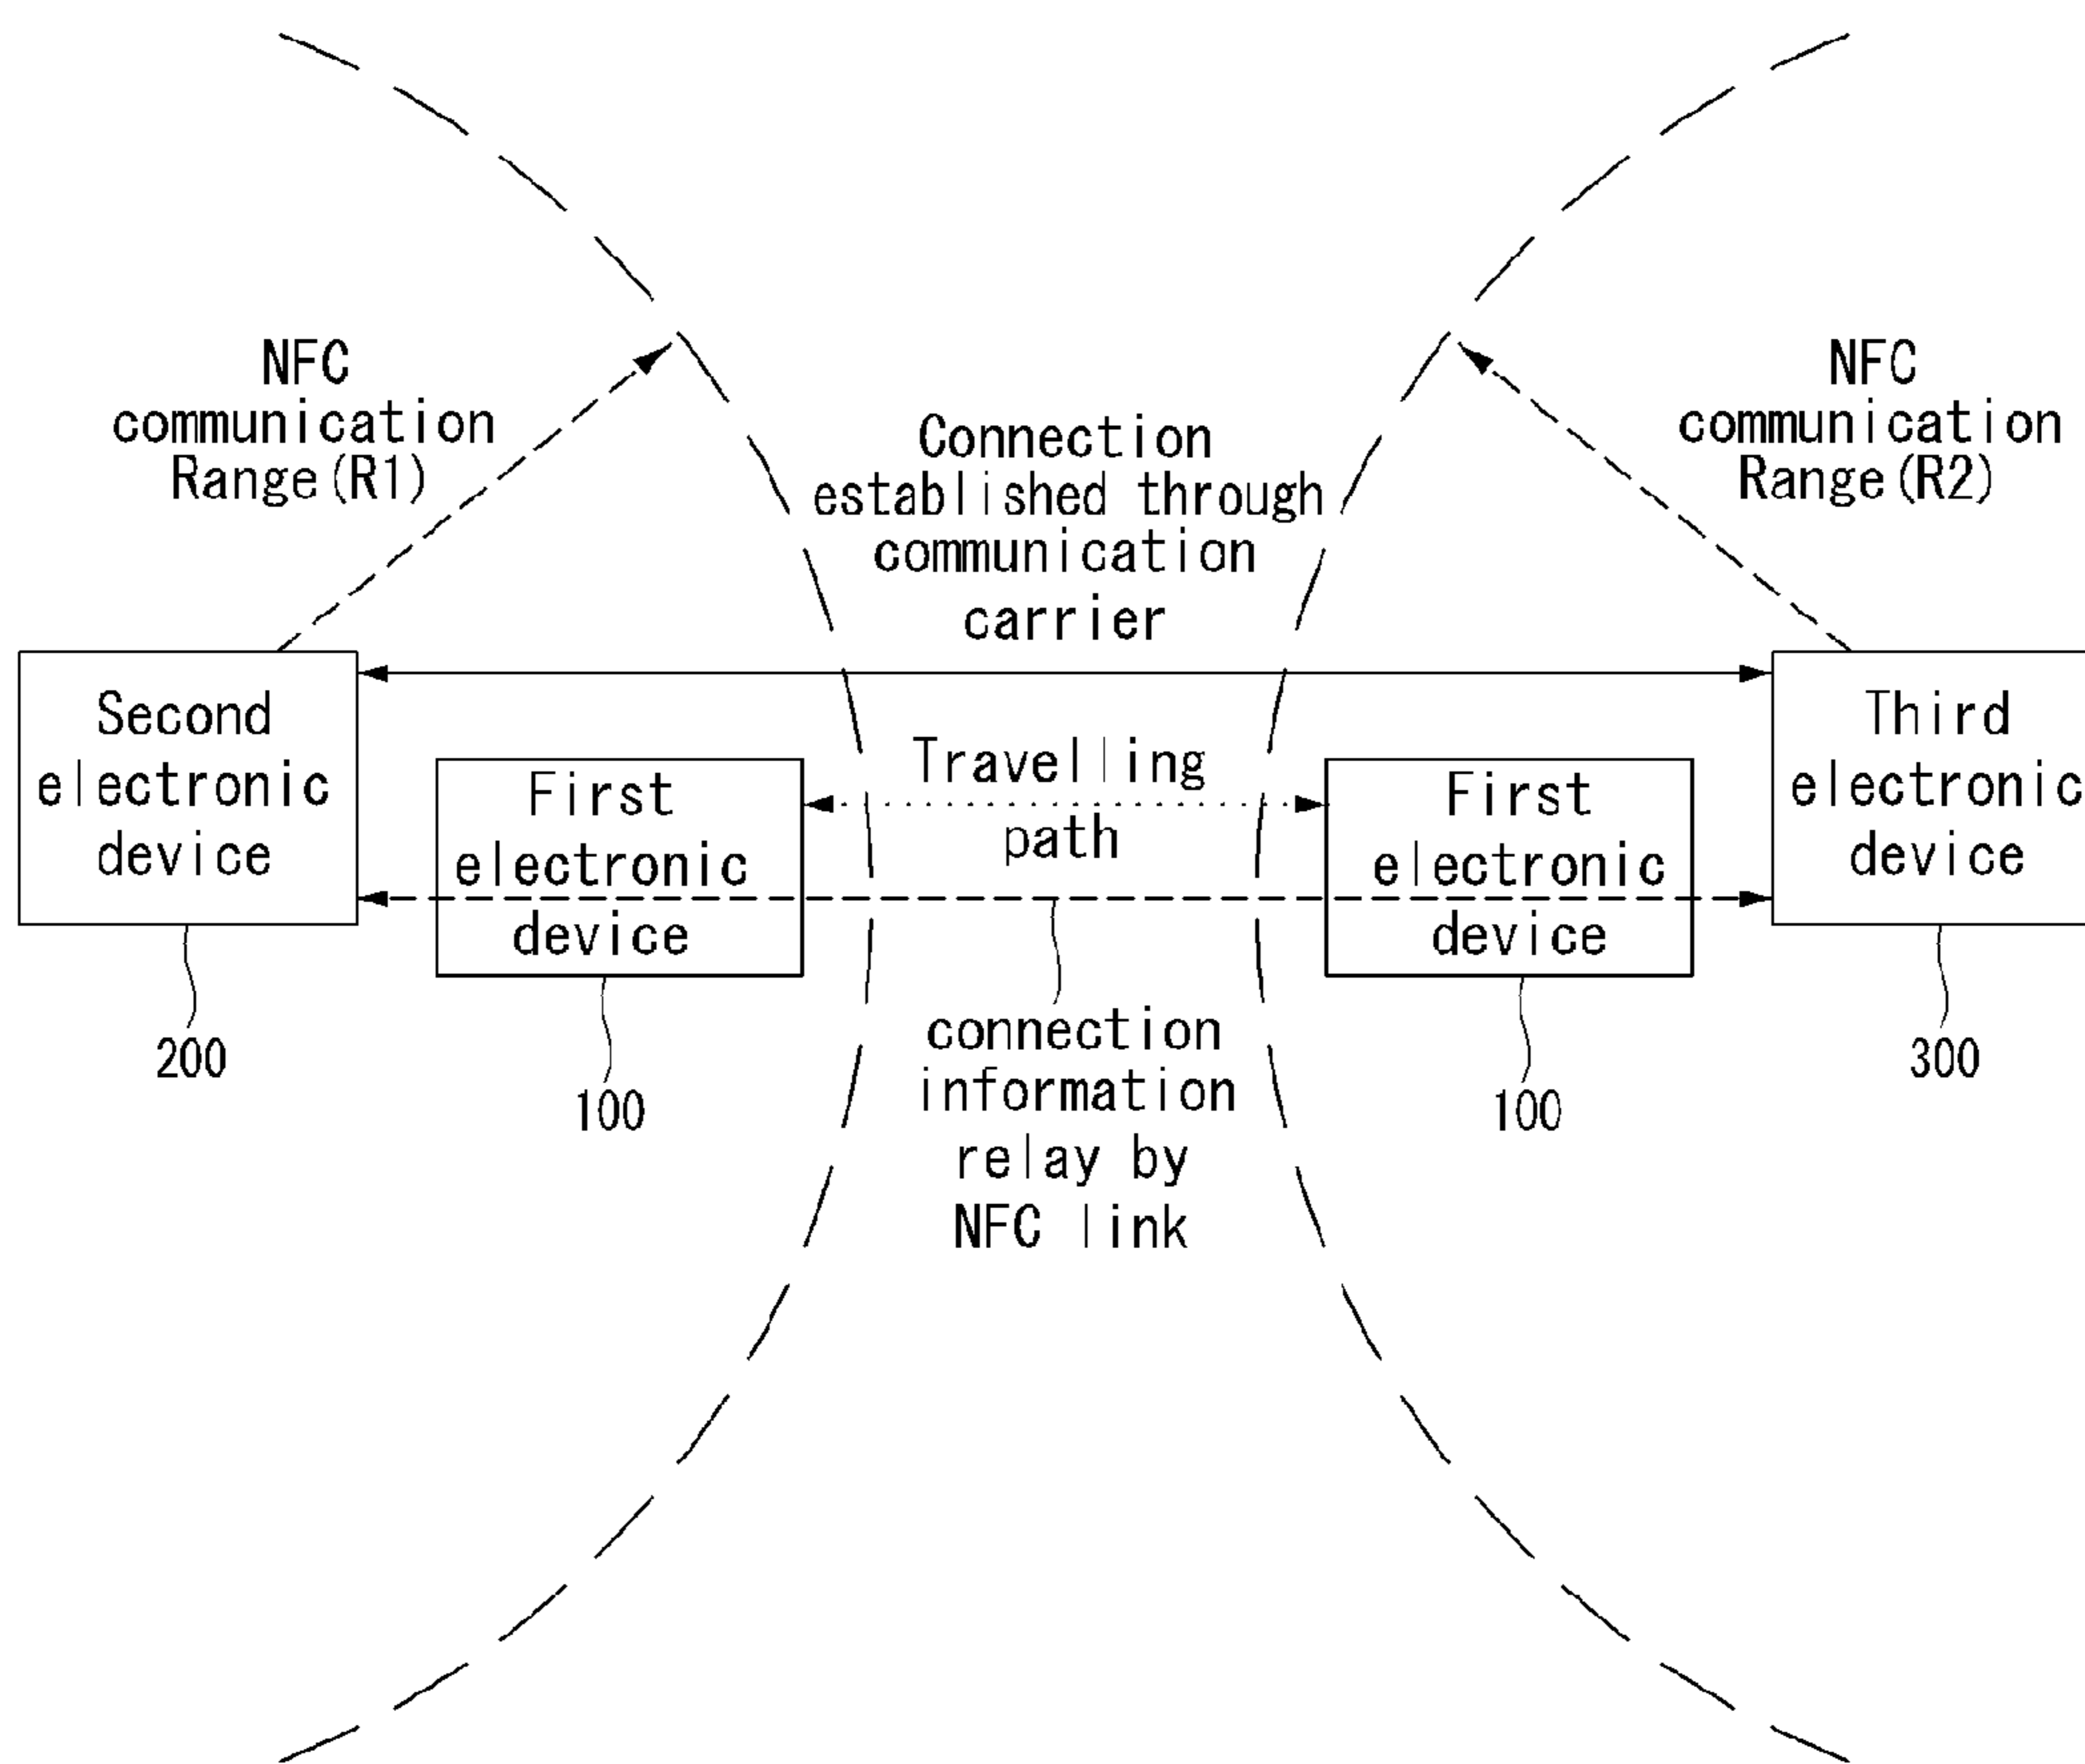 NFC
communication
Range(R1)
NFC
communication
Range(R2)
Connection
established through
communication
carrier
Second
electronic
device
Third
electronic
device
First
electronic
device
Travelling
path
First
electronic
device
200
100
connection
information
relay by
NFC link
100
300